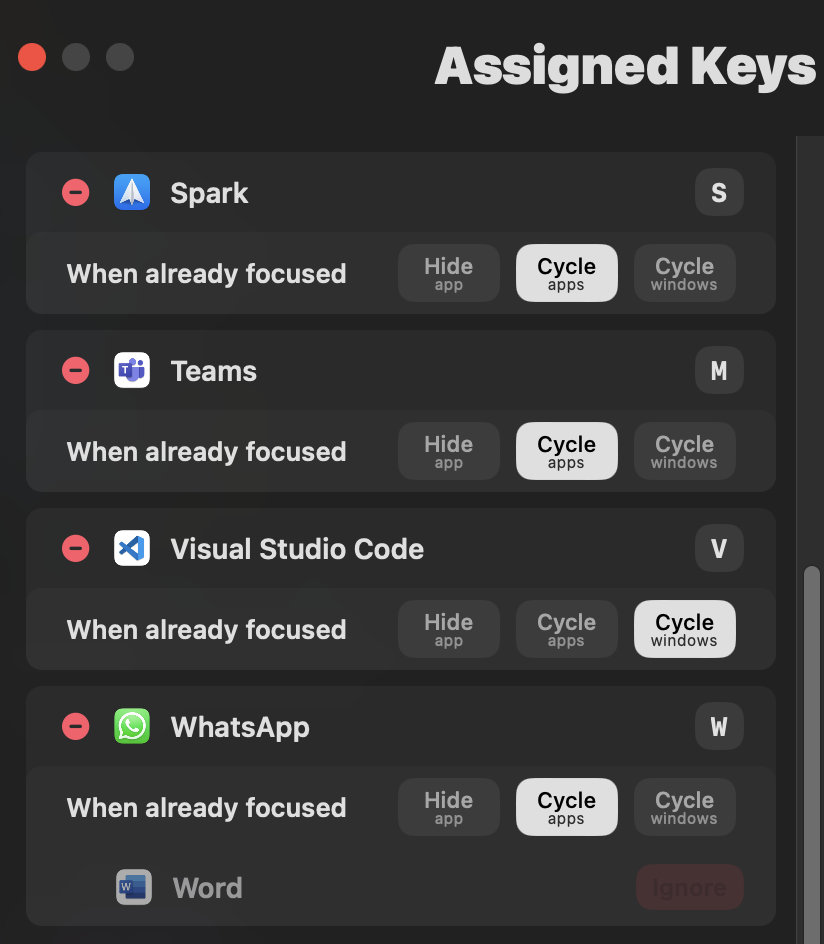 Assigned Keys
Spark S
When already focused Hide app Cycle apps Cycle windows
Teams M
When already focused Hide app Cycle apps Cycle windows
Visual Studio Code V
When already focused Hide app Cycle apps Cycle windows
WhatsApp W
When already focused Hide app Cycle apps Cycle windows
Word Ignore